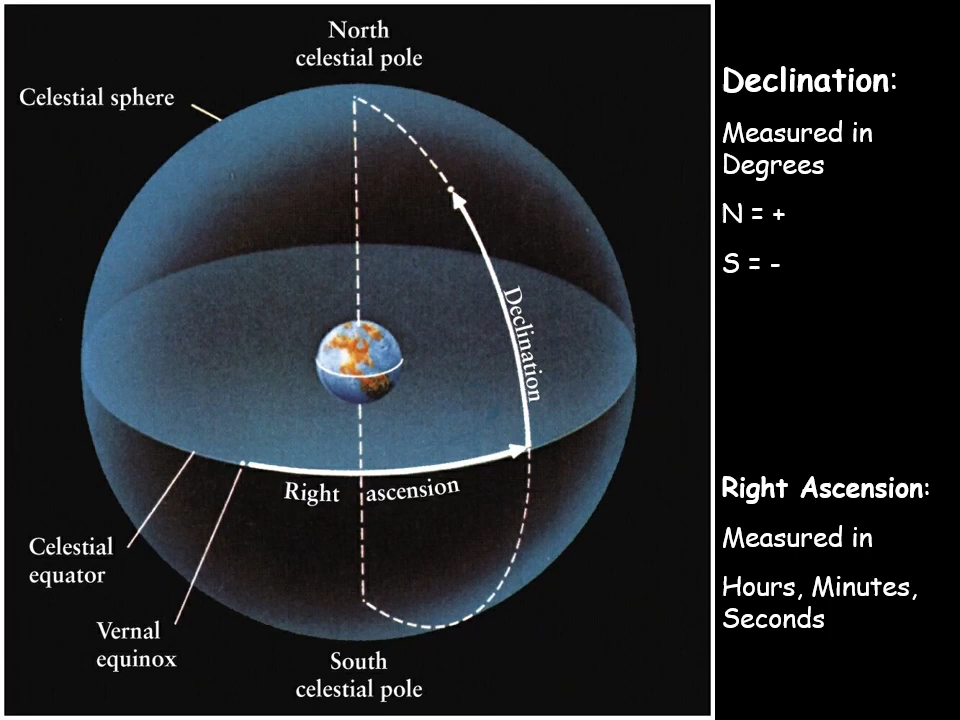 North
celestial pole
Celestial sphere
Declination
Right ascension
Celestial
equator
Vernal
equinox
South
celestial pole
Declination:
Measured in
Degrees
N = +
S = -
Right Ascension:
Measured in
Hours, Minutes,
Seconds